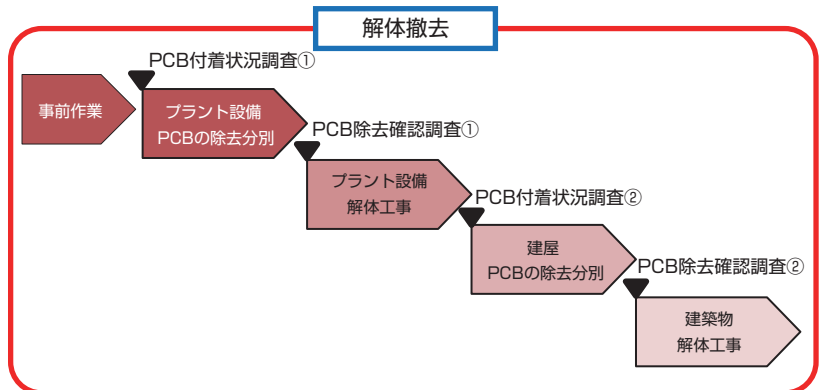 解体撤去
PCB付着状況調査①
事前作業
プラント設備
PCBの除去分別
PCB除去確認調査①
プラント設備
解体工事
PCB付着状況調査②
建屋
PCBの除去分別
PCB除去確認調査②
建築物
解体工事